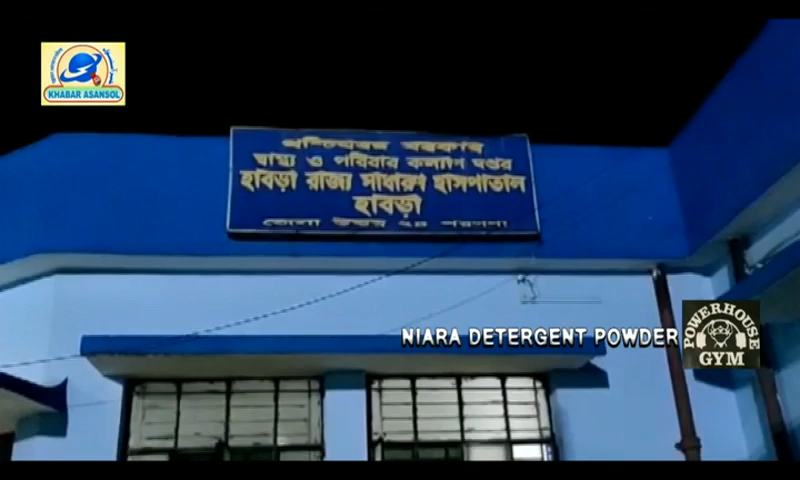 KHABAR ASANSOL
পশ্চিমবঙ্গ সরকার
স্বাস্থ্য ও পরিবার কল্যাণ দপ্তর
হাবড়া রাজ্য সাধারণ হাসপাতাল
হাবড়া
জেলা উত্তর ২৪ পরগনা
NIARA DETERGENT POWDER
POWERHOUSE
GYM